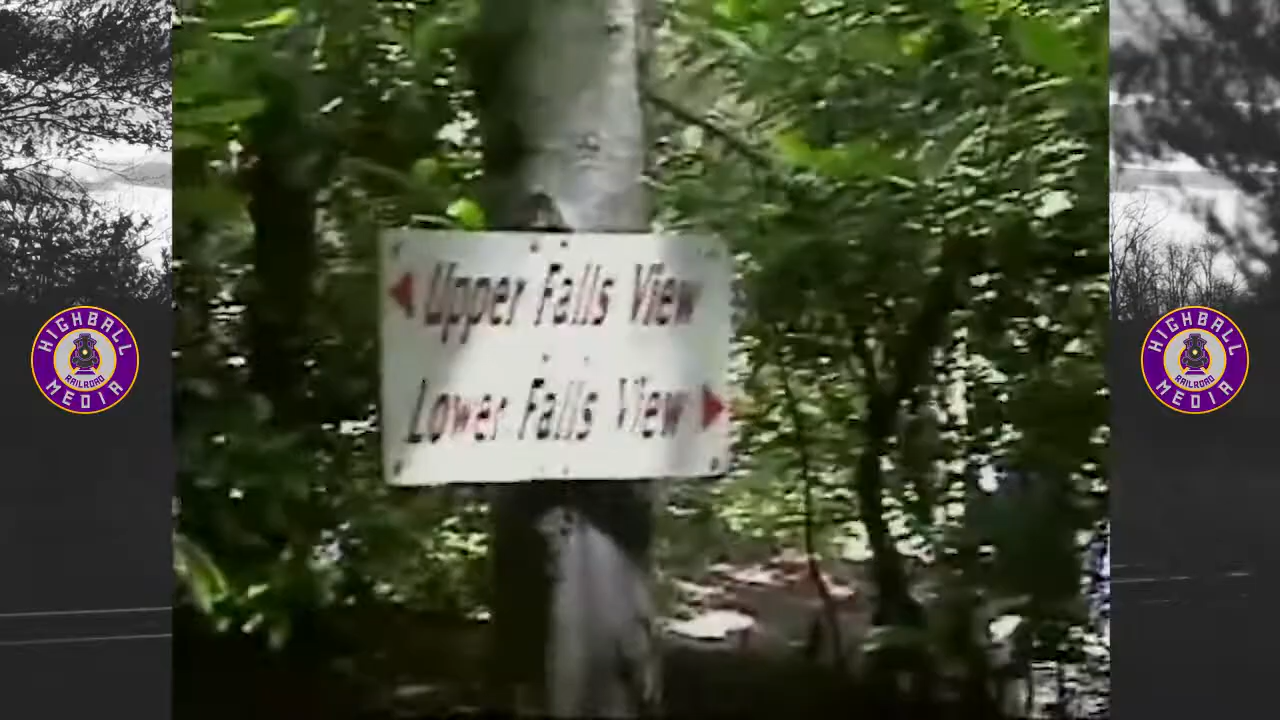 Upper Falls View
Lower Falls View
HIGHBALL
RAILROAD
MEDIA
HIGHBALL
RAILROAD
MEDIA